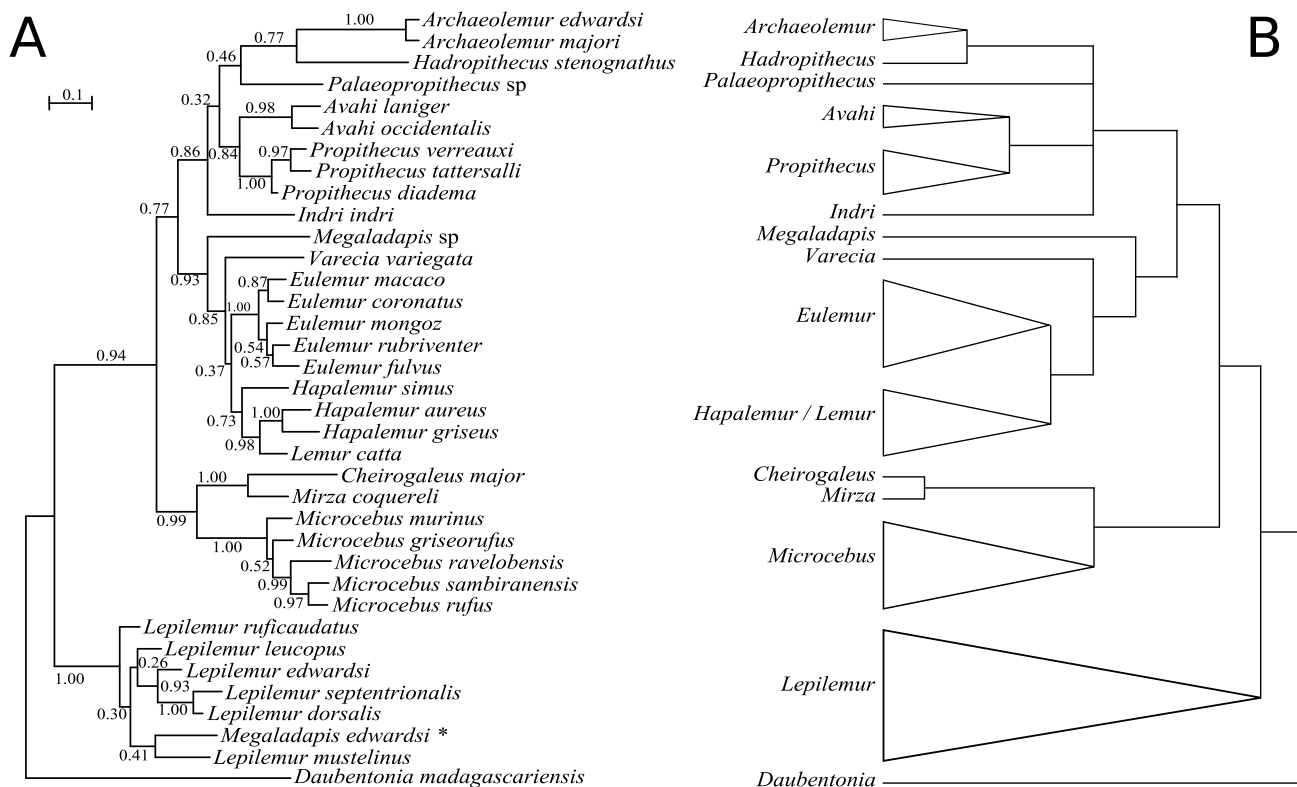 A
0.1
1.00
Archaeolemur edwardsi
0.77
Archaeolemur majori
Hadropithecus stenognathus
0.46
Palaeopropithecus sp
0.32
0.98
Avahi laniger
Avahi occidentalis
0.86
0.84
0.97
Propithecus verreauxi
Propithecus tattersalli
1.00
Propithecus diadema
0.77
Indri indri
Megaladapis sp
0.93
Varecia variegata
0.87
Eulemur macaco
Eulemur coronatus
0.85
1.00
Eulemur mongoz
0.54
Eulemur rubriventer
0.57
Eulemur fulvus
0.94
0.37
Hapalemur simus
1.00
Hapalemur aureus
0.73
Hapalemur griseus
0.98
Lemur catta
1.00
Cheirogaleus major
Mirza coquereli
0.99
Microcebus murinus
1.00
Microcebus griseorufus
0.52
Microcebus ravelobensis
0.99
Microcebus sambiranensis
0.97
Microcebus rufus
Lepilemur ruficaudatus
Lepilemur leucopus
0.26
Lepilemur edwardsi
1.00
0.93
Lepilemur septentrionalis
1.00
Lepilemur dorsalis
0.30
Megaladapis edwardsi *
0.41
Lepilemur mustelinus
Daubentonia madagascariensis
B
Archaeolemur
Hadropithecus
Palaeopropithecus
Avahi
Propithecus
Indri
Megaladapis
Varecia
Eulemur
Hapalemur / Lemur
Cheirogaleus
Mirza
Microcebus
Lepilemur
Daubentonia